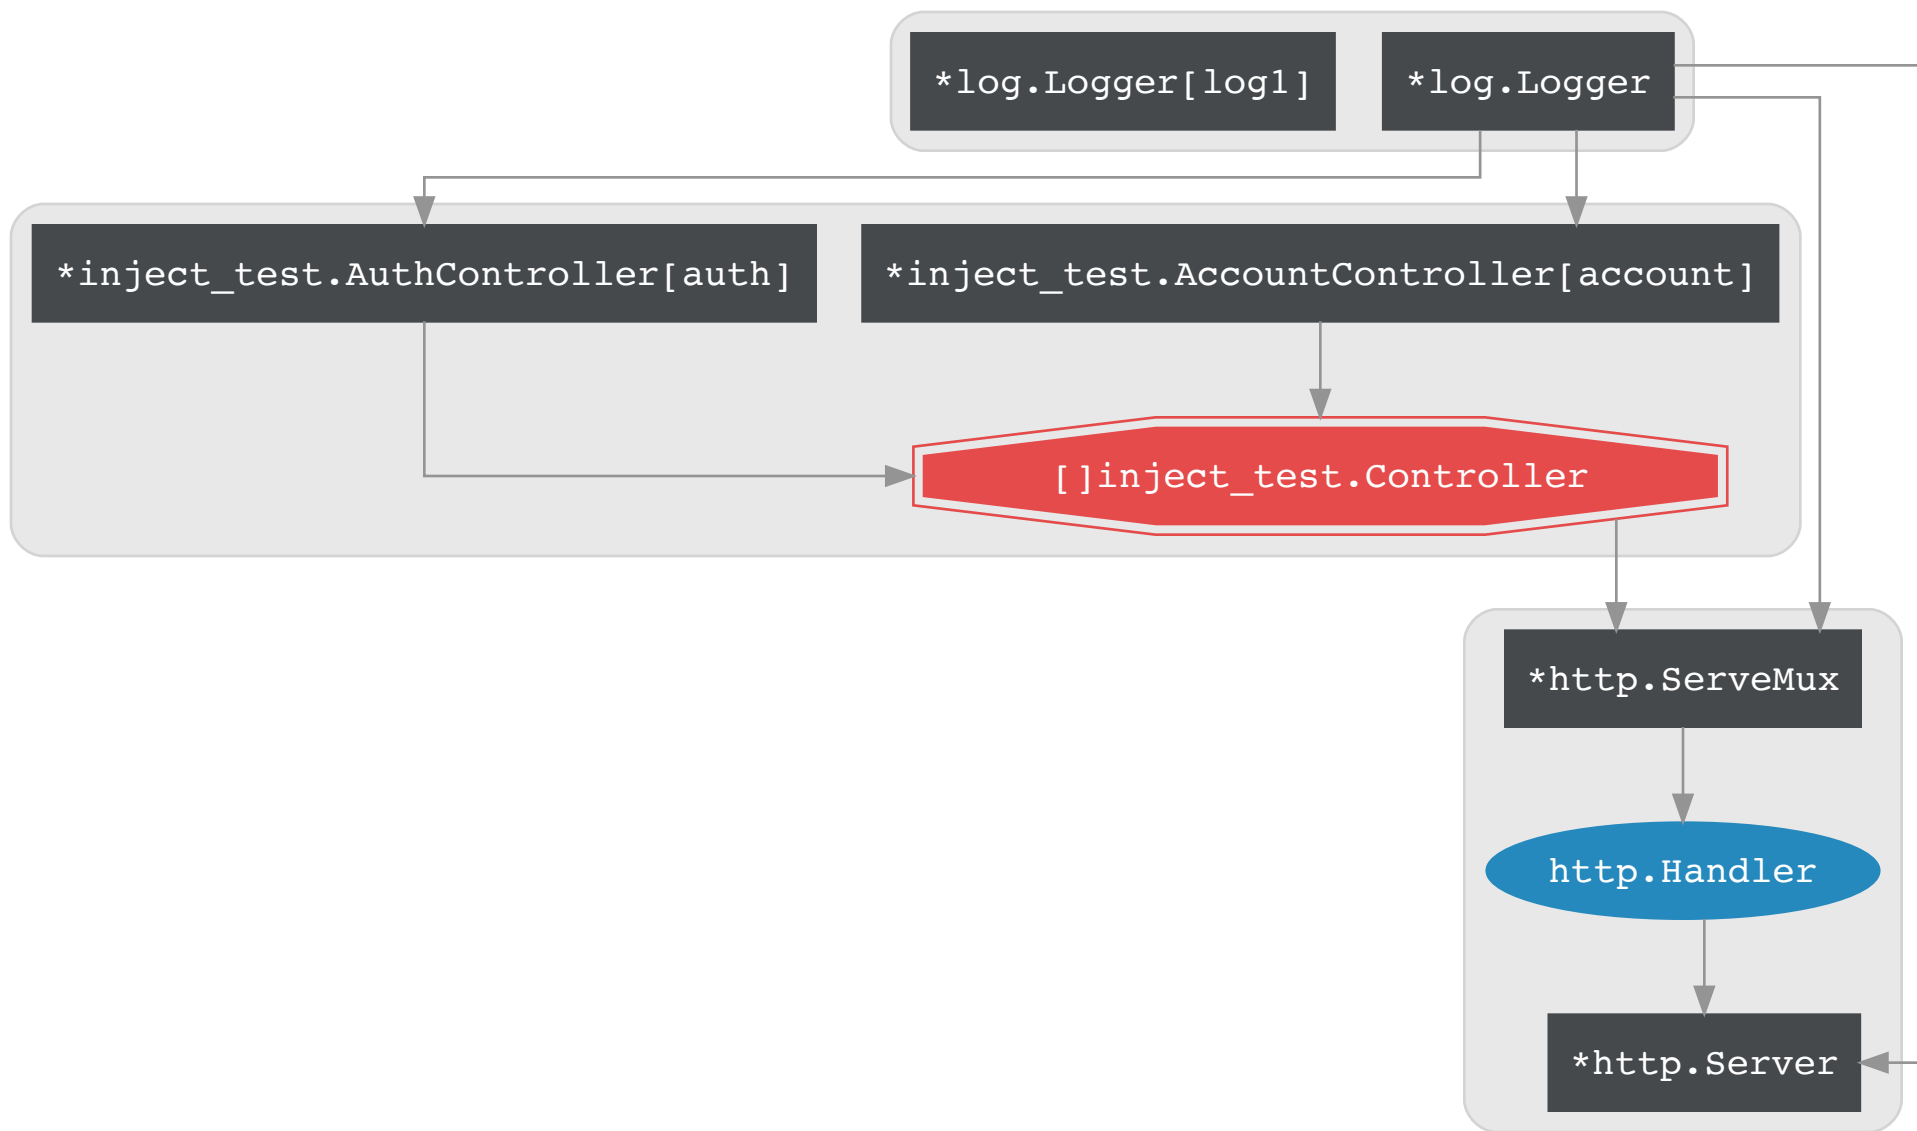 *log.Logger[log1]
*log.Logger
*inject_test.AuthController[auth]
*inject_test.AccountController[account]
[]inject_test.Controller
*http.ServeMux
http.Handler
*http.Server